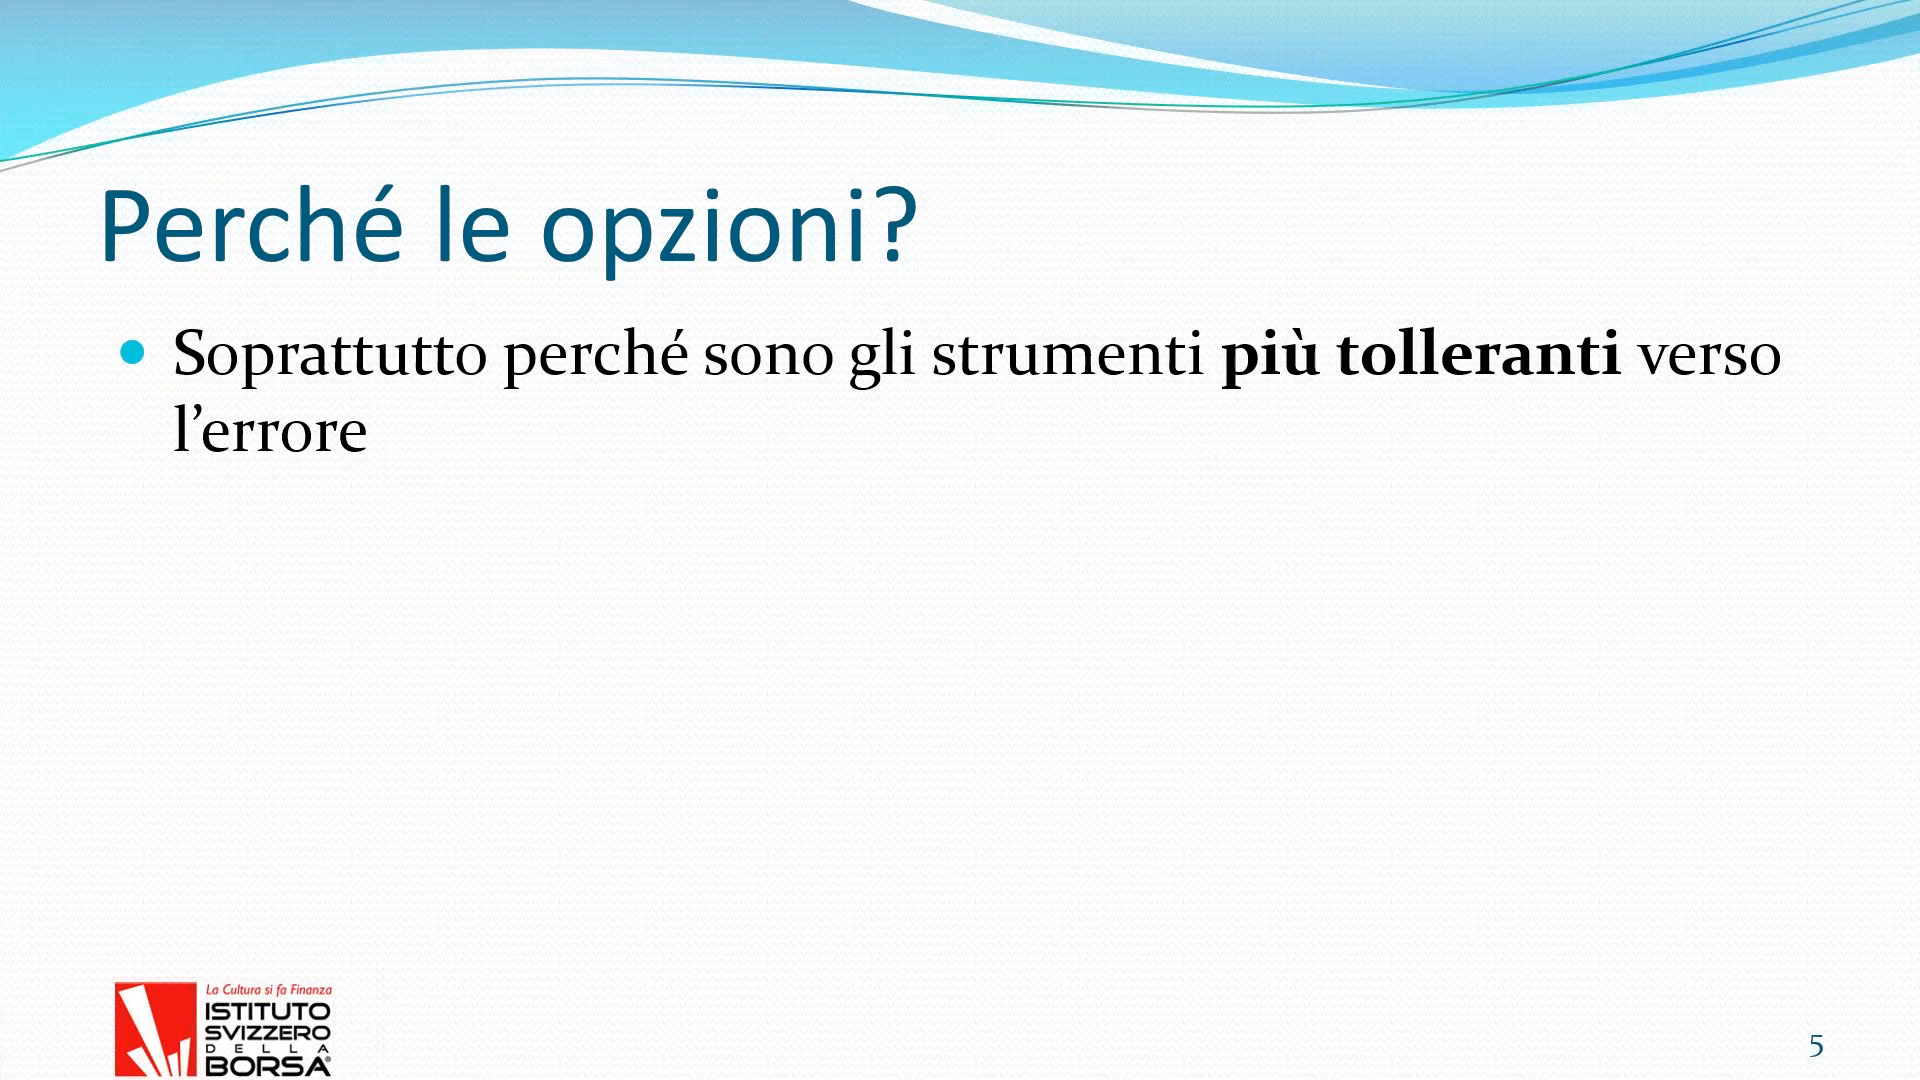 Perché le opzioni?
Soprattutto perché sono gli strumenti più tolleranti verso
l’errore
La Cultura si fa Finanza
ISTITUTO
SVIZZERO
DELLA
BORSA®
5